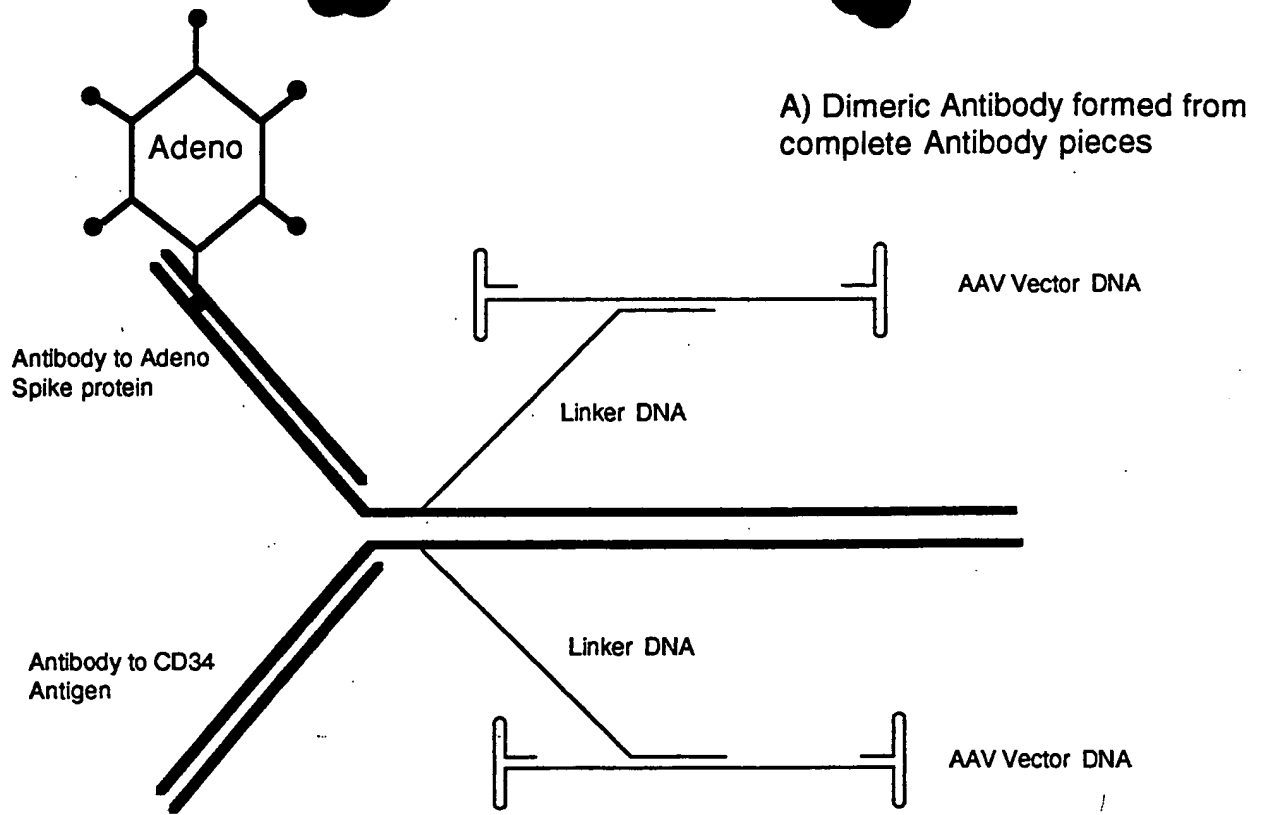 Adeno
A) Dimeric Antibody formed from
complete Antibody pieces
AAV Vector DNA
Antibody to Adeno
Spike protein
Linker DNA
Linker DNA
Antibody to CD34
Antigen
AAV Vector DNA